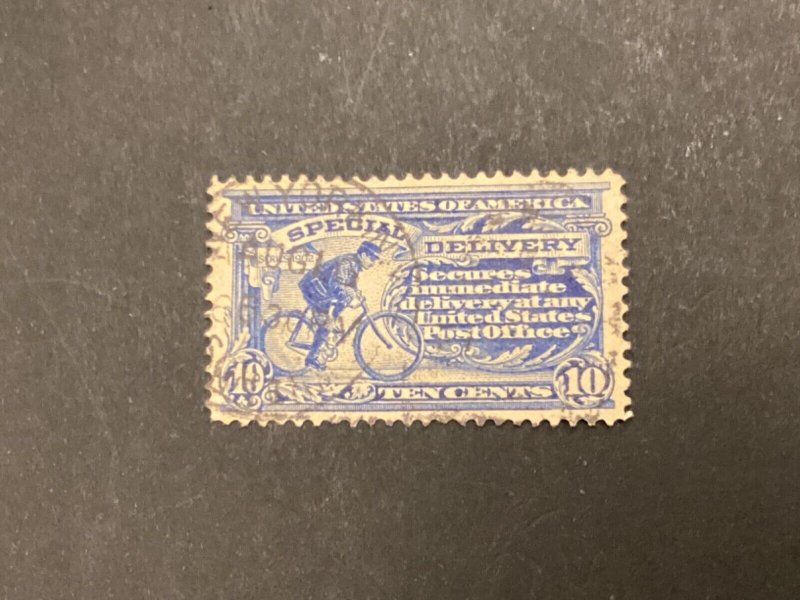 UNITED STATES OF AMERICA
SPECIAL
DELIVERY
Secures
immediate
delivery at any
United States
Post Office
10
TEN CENTS
10